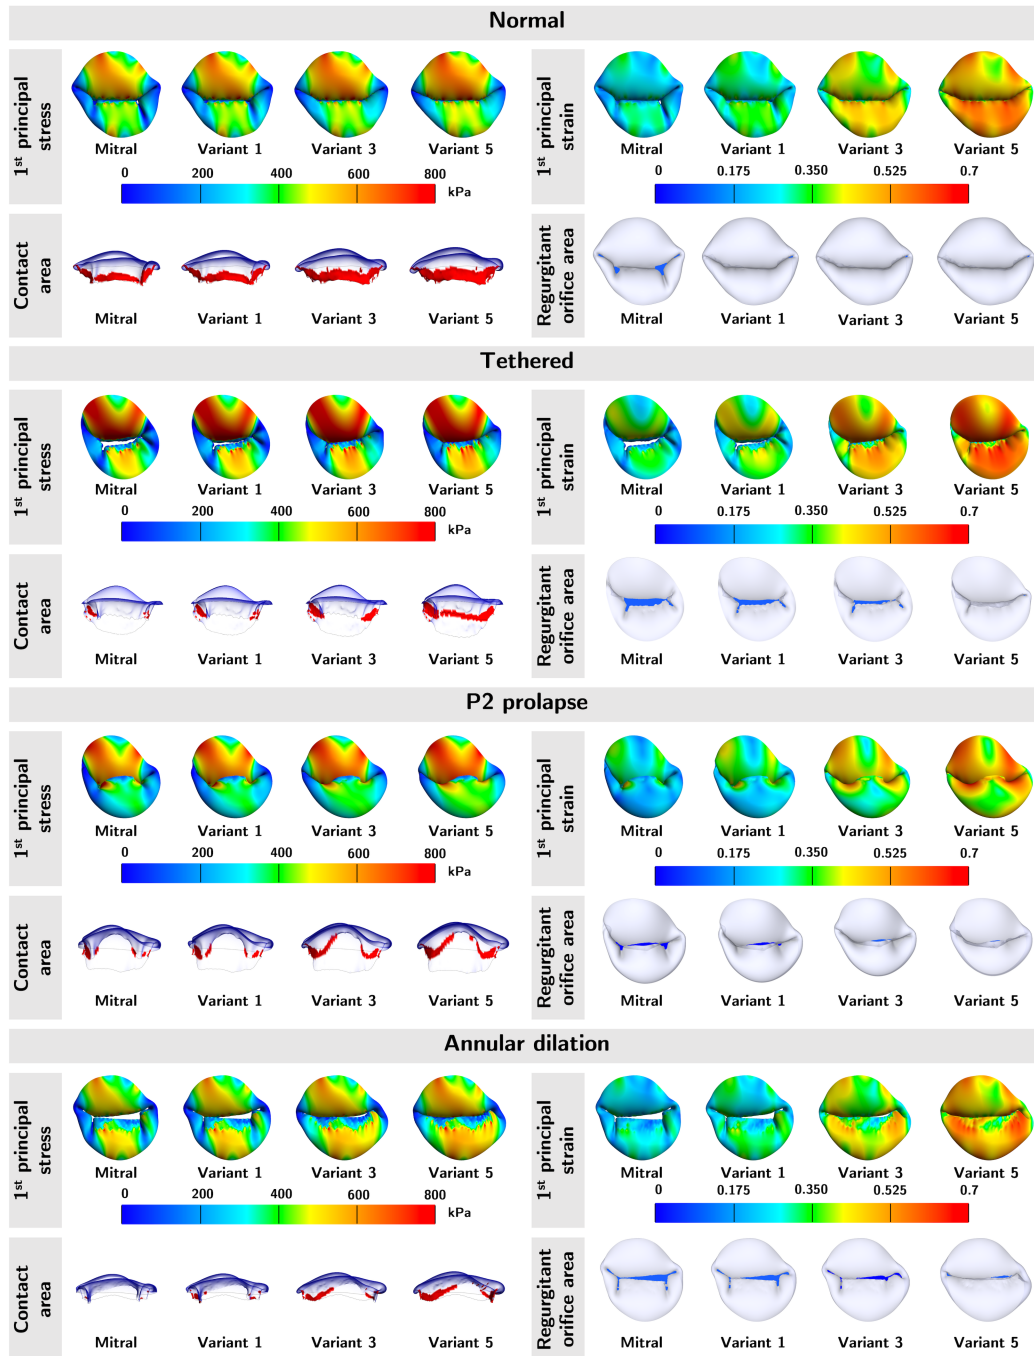 Normal
1st principal stress
Mitral Variant 1 Variant 3 Variant 5
0 200 400 600 800
kPa
1st principal strain
Mitral Variant 1 Variant 3 Variant 5
0 0.175 0.350 0.525 0.7
Contact area
Mitral Variant 1 Variant 3 Variant 5
Regurgitant orifice area
Mitral Variant 1 Variant 3 Variant 5
Tethered
1st principal stress
Mitral Variant 1 Variant 3 Variant 5
0 200 400 600 800
kPa
1st principal strain
Mitral Variant 1 Variant 3 Variant 5
0 0.175 0.350 0.525 0.7
Contact area
Mitral Variant 1 Variant 3 Variant 5
Regurgitant orifice area
Mitral Variant 1 Variant 3 Variant 5
P2 prolapse
1st principal stress
Mitral Variant 1 Variant 3 Variant 5
0 200 400 600 800
kPa
1st principal strain
Mitral Variant 1 Variant 3 Variant 5
0 0.175 0.350 0.525 0.7
Contact area
Mitral Variant 1 Variant 3 Variant 5
Regurgitant orifice area
Mitral Variant 1 Variant 3 Variant 5
Annular dilation
1st principal stress
Mitral Variant 1 Variant 3 Variant 5
0 200 400 600 800
kPa
1st principal strain
Mitral Variant 1 Variant 3 Variant 5
0 0.175 0.350 0.525 0.7
Contact area
Mitral Variant 1 Variant 3 Variant 5
Regurgitant orifice area
Mitral Variant 1 Variant 3 Variant 5